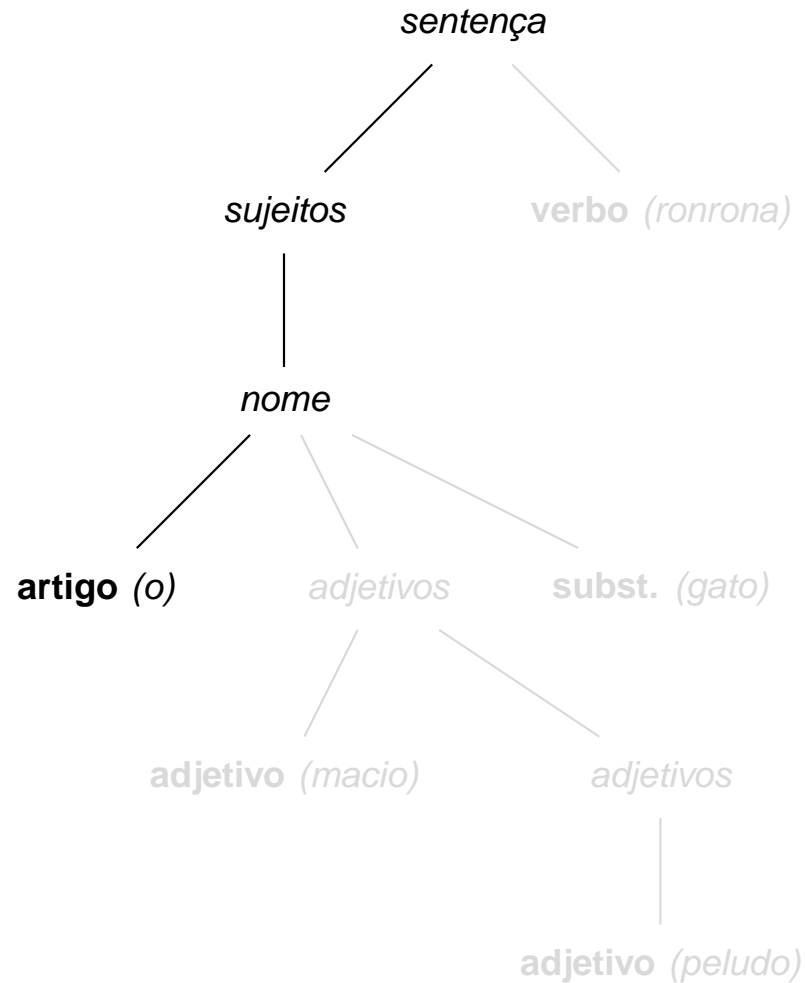 sentença
sujeitos verbo (ronrona)
nome
artigo (o) adjetivos subst. (gato)
adjetivo (macio) adjetivos
adjetivo (peludo)